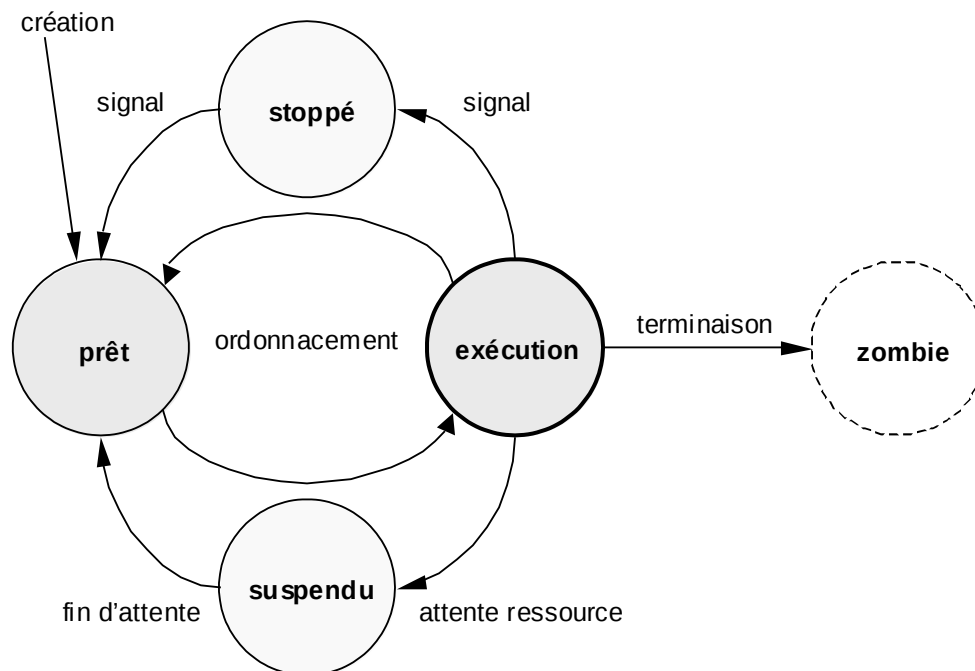 création
signal
stoppé
signal
prêt
ordonnacement
exécution
terminaison
zombie
suspendu
fin d’attente
attente ressource